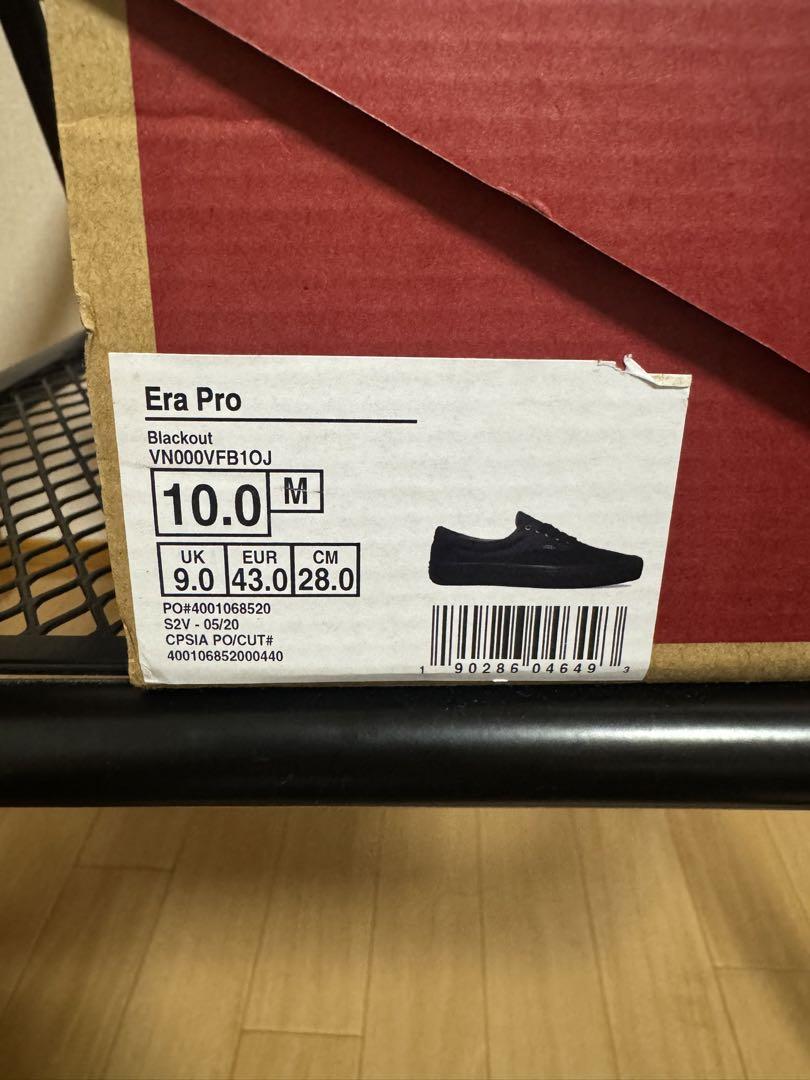 Era Pro
Blackout
VN000VFB1OJ
10.0 M
UK EUR CM
9.0 43.0 28.0
PO#4001068520
S2V - 05/20
CPSIA PO/CUT#
400106852000440
1 90286 04649 3